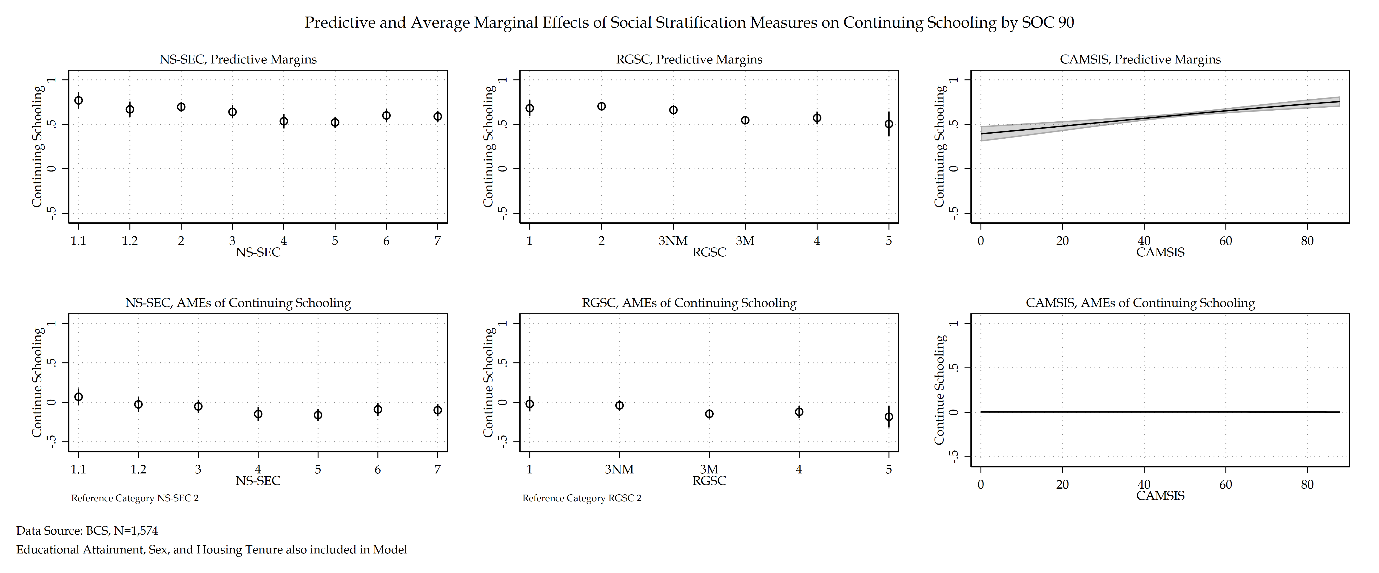 Predictive and Average Marginal Effects of Social Stratification Measures on Continuing Schooling by SOC 90
NS-SEC, Predictive Margins
Continuing Schooling
1
.5
0
-.5
1.1 1.2 2 3 4 5 6 7
NS-SEC
RGSC, Predictive Margins
Continuing Schooling
1
.5
0
-.5
1 2 3NM 3M 4 5
RGSC
CAMSIS, Predictive Margins
Continuing Schooling
1
.5
0
-.5
0 20 40 60 80
CAMSIS
NS-SEC, AMEs of Continuing Schooling
Continue Schooling
1
.5
0
-.5
1.1 1.2 3 4 5 6 7
NS-SEC
Reference Category NS-SEC 2
RGSC, AMEs of Continuing Schooling
Continue Schooling
1
.5
0
-.5
1 3NM 3M 4 5
RGSC
Reference Category RGSC 2
CAMSIS, AMEs of Continuing Schooling
Continue Schooling
1
.5
0
-.5
0 20 40 60 80
CAMSIS
Data Source: BCS, N=1,574
Educational Attainment, Sex, and Housing Tenure also included in Model